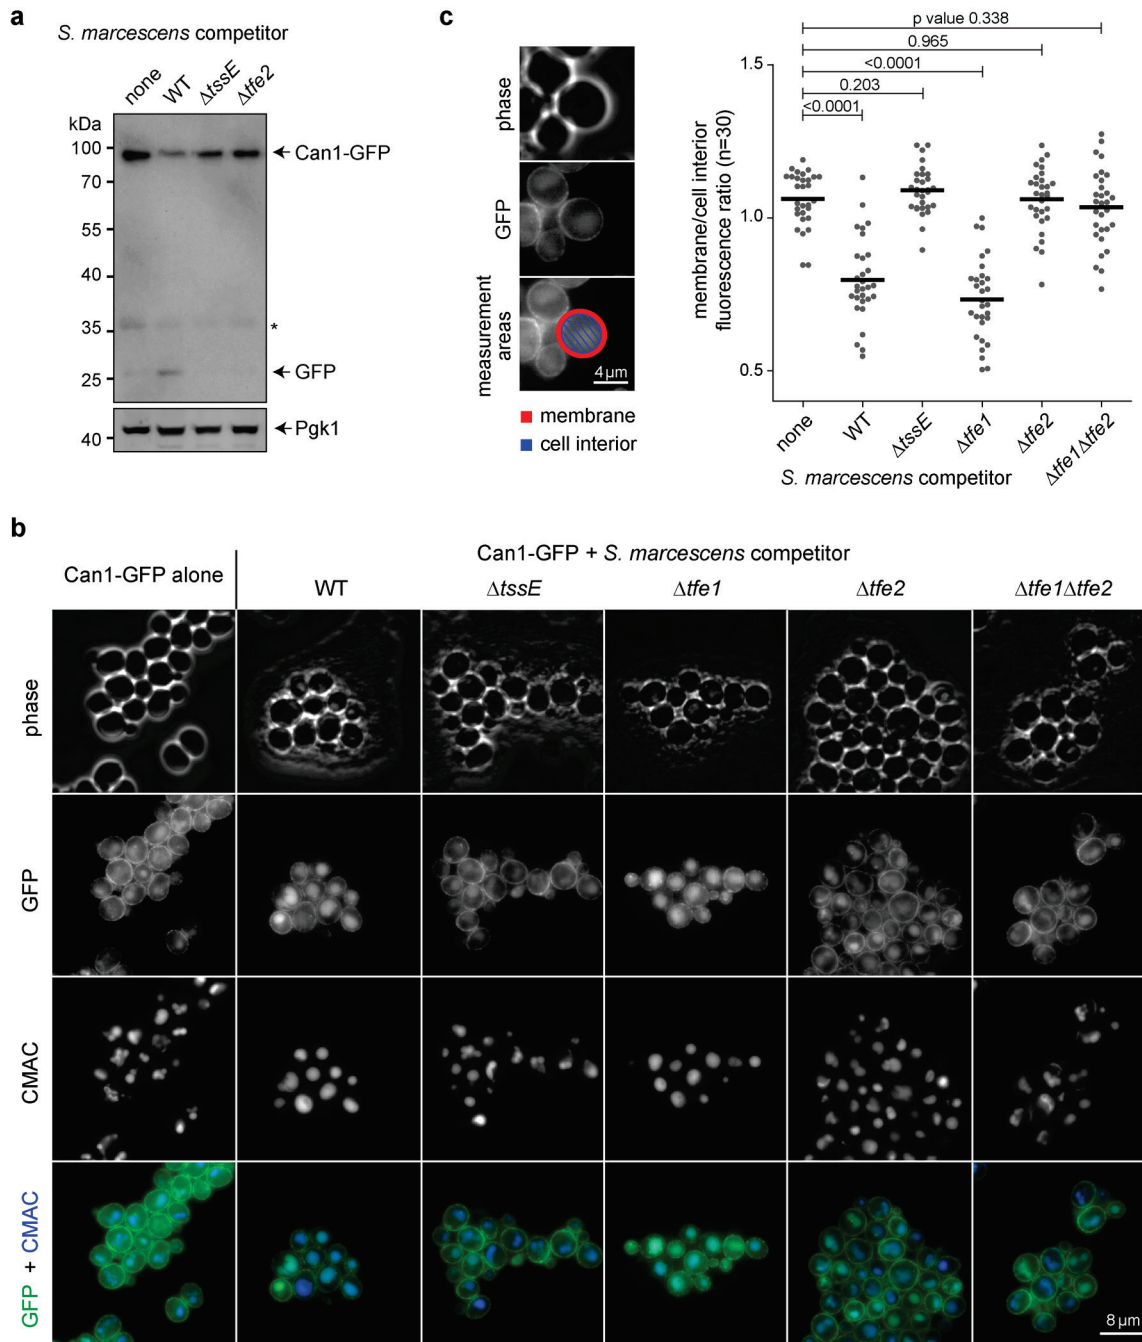 a
S. marcescens competitor
none
WT
ΔtssE
Δtfe2
kDa
100
70
55
55
40
35
25
40
Can1-GFP
*
GFP
Pgk1
c
phase
GFP
measurement
areas
4 μm
membrane
cell interior
p value 0.338
0.965
<0.0001
0.203
<0.0001
membrane/cell interior
fluorescence ratio (n=30)
1.5
1.0
0.5
none
WT
ΔtssE
Δtfe1
Δtfe2
Δtfe1Δtfe2
S. marcescens competitor
b
Can1-GFP alone
Can1-GFP + S. marcescens competitor
WT
ΔtssE
Δtfe1
Δtfe2
Δtfe1Δtfe2
phase
GFP
CMAC
GFP + CMAC
8 μm